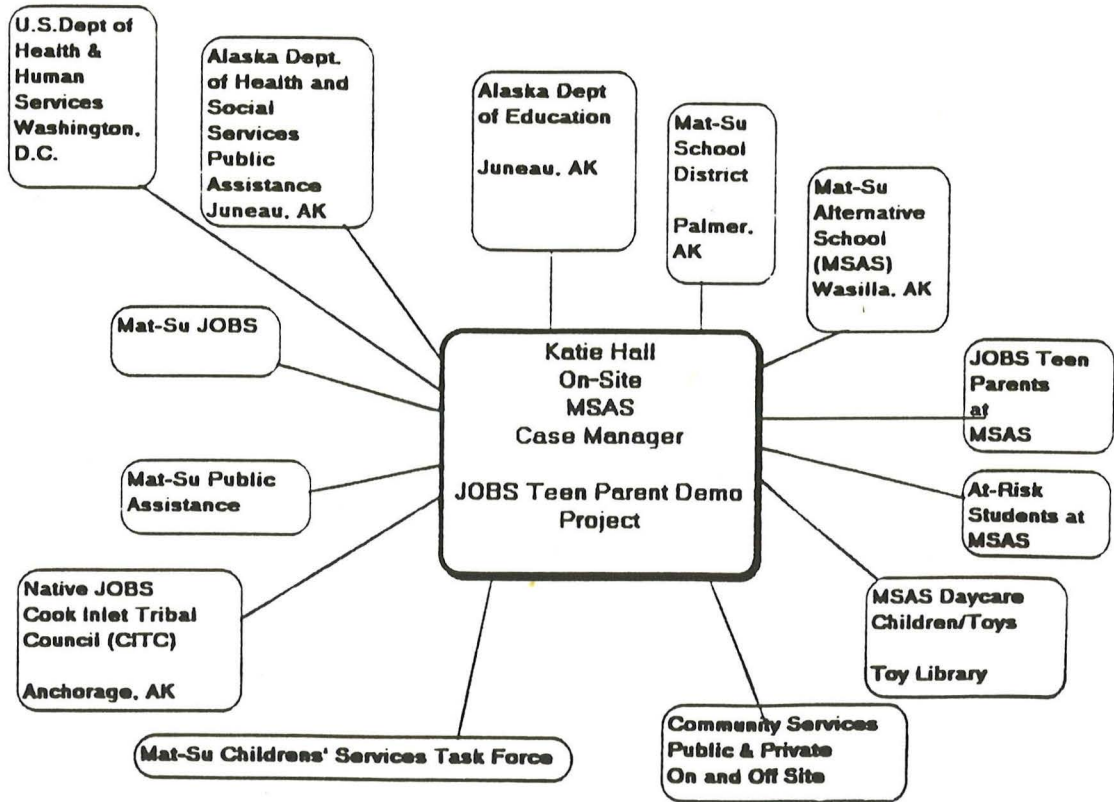 U.S.Dept of
Health &
Human
Services
Washington,
D.C.
Alaska Dept.
of Health and
Social
Services
Public
Assistance
Juneau, AK
Alaska Dept
of Education
Juneau, AK
Mat-Su
School
District
Palmer,
AK
Mat-Su
Alternative
School
(MSAS)
Wasilla, AK
Mat-Su JOBS
Katie Hall
On-Site
MSAS
Case Manager
JOBS Teen Parent Demo
Project
JOBS Teen
Parents
at
MSAS
Mat-Su Public
Assistance
At-Risk
Students at
MSAS
Native JOBS
Cook Inlet Tribal
Council (CITC)
Anchorage, AK
MSAS Daycare
Children/Toys
Toy Library
Mat-Su Childrens' Services Task Force
Community Services
Public & Private
On and Off Site